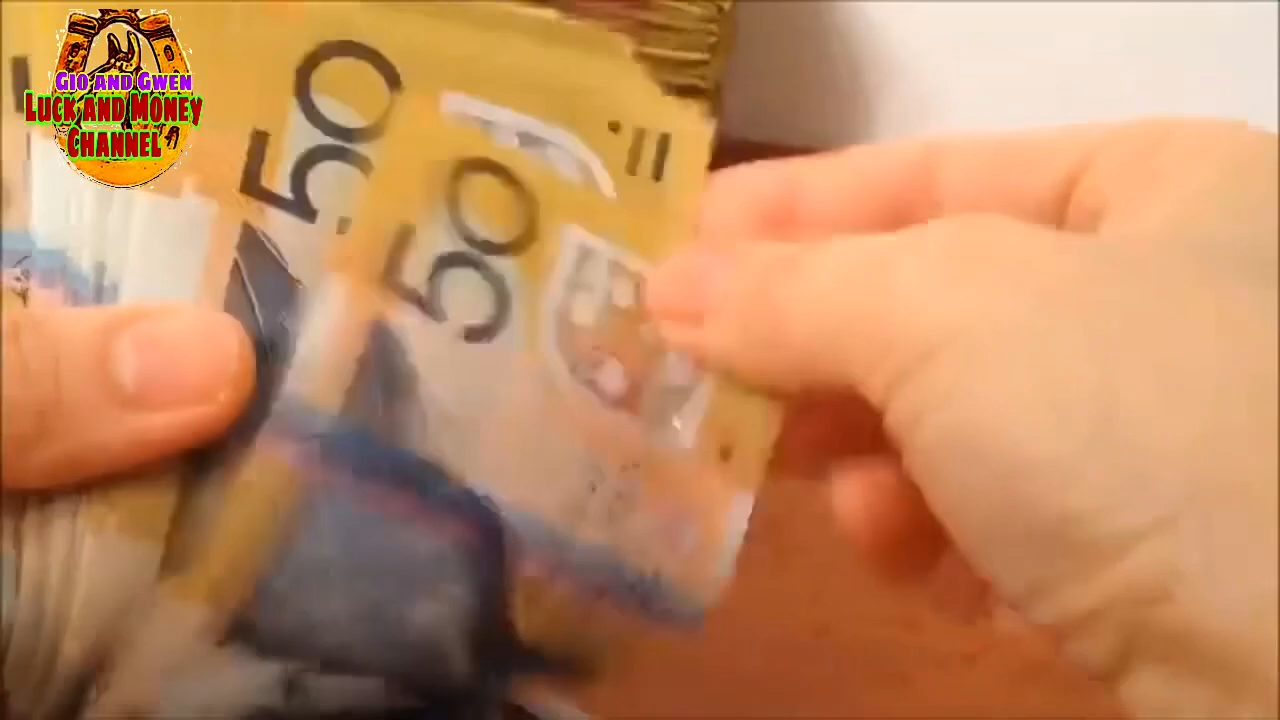 GIO AND GWEN
LUCK AND MONEY
CHANNEL
50
50